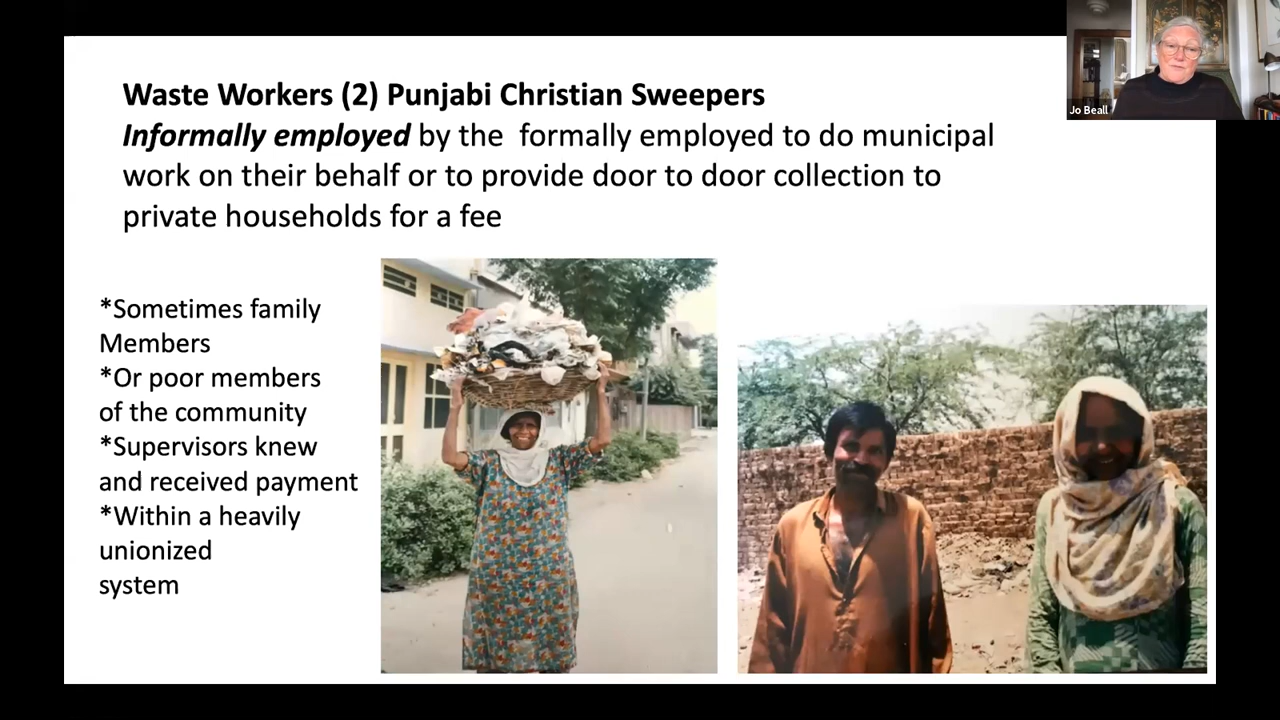 Waste Workers (2) Punjabi Christian Sweepers
Informally employed by the  formally employed to do municipal
work on their behalf or to provide door to door collection to
private households for a fee
*Sometimes family
Members
*Or poor members
of the community
*Supervisors knew
and received payment
*Within a heavily
unionized
system
Jo Beall